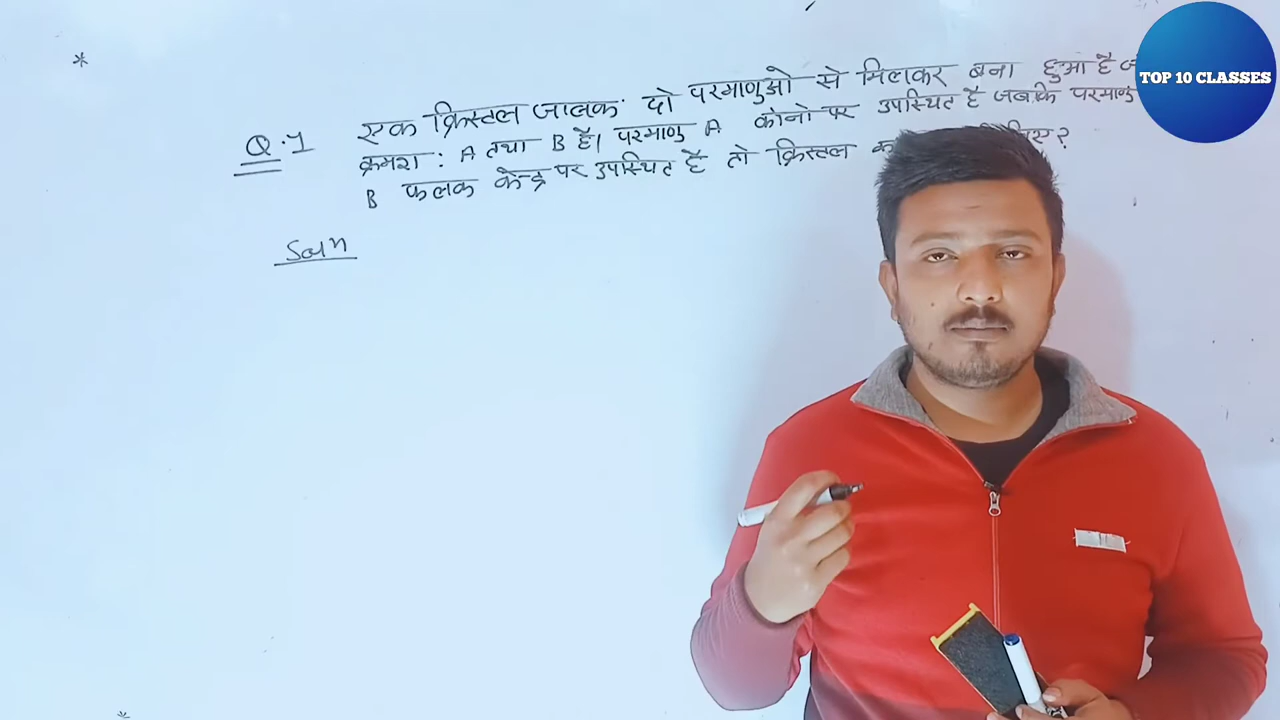 *
Q.1 एक क्रिस्टल जालक दो परमाणुओ से मिलकर बना हुआ है
क्रमशः A तथा B है। परमाणु A कोनो पर उपस्थित है जबकि परमाणु
B फलक केन्द्र पर उपस्थित है तो क्रिस्टल का
Solⁿ
TOP 10 CLASSES